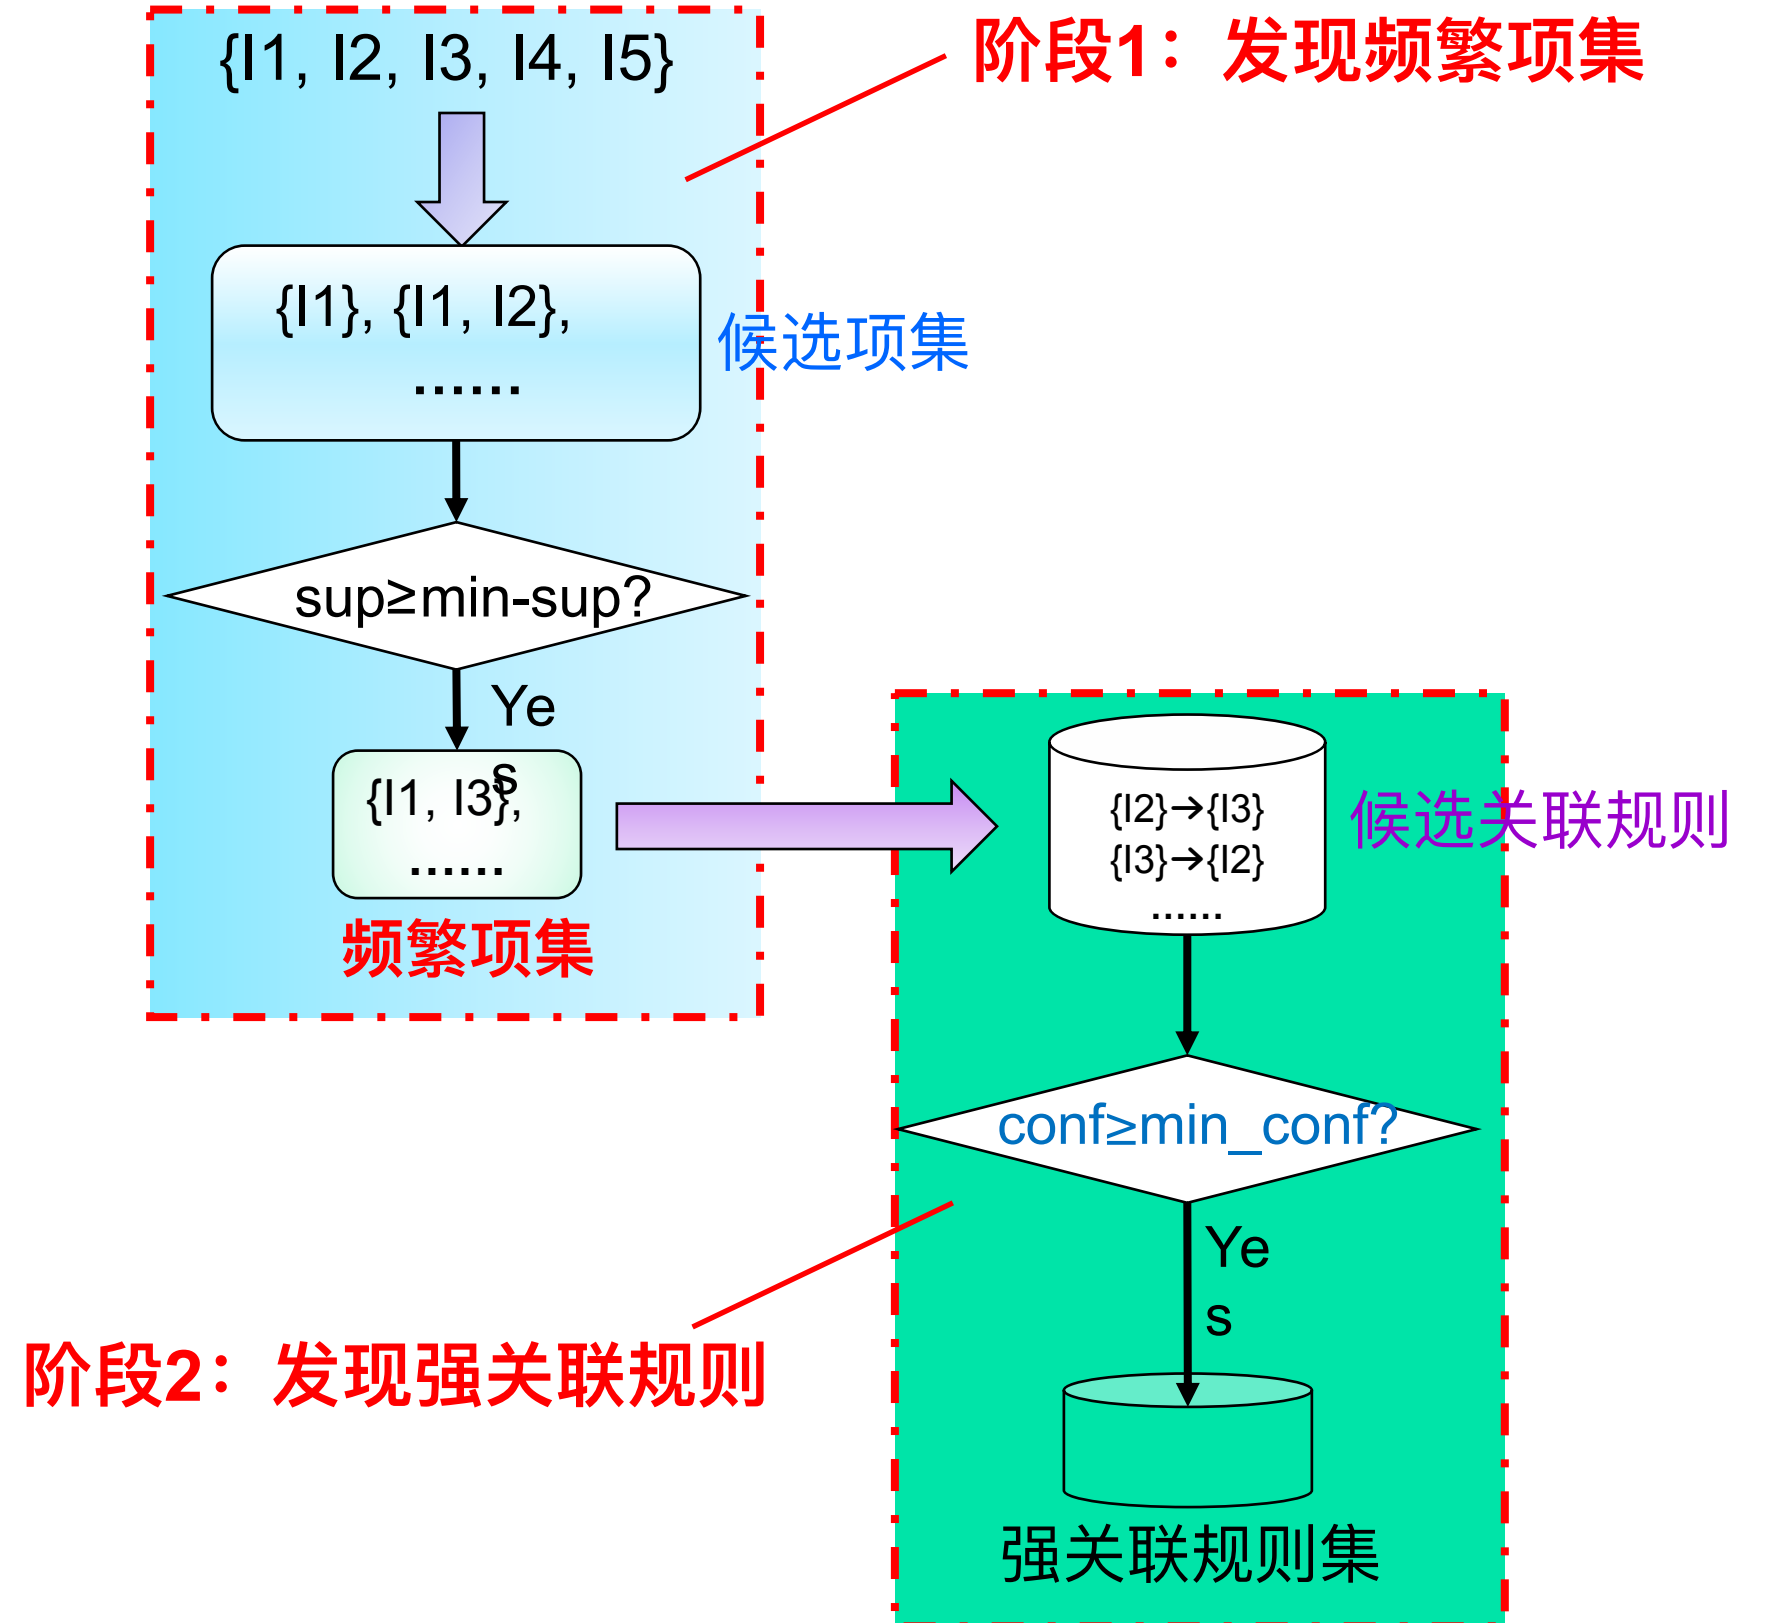 {I1, I2, I3, I4, I5}
阶段1：发现频繁项集
{I1}, {I1, I2},
......
候选项集
sup≥min-sup?
Ye
s
{I1, I3},
......
频繁项集
{I2}→{I3}
{I3}→{I2}
......
候选关联规则
conf≥min_conf?
Ye
s
阶段2：发现强关联规则
强关联规则集